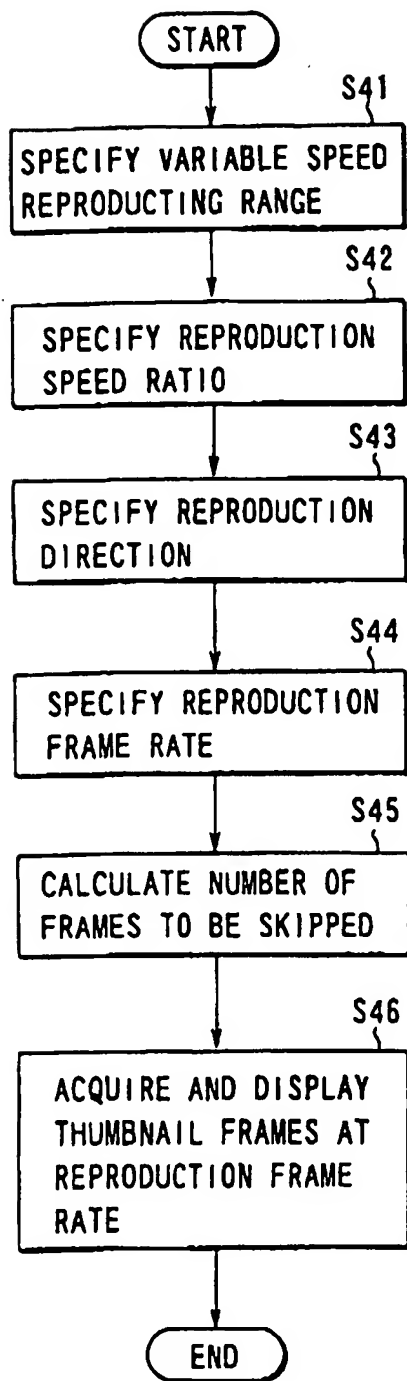 START
S41
SPECIFY VARIABLE SPEED
REPRODUCTING RANGE
S42
SPECIFY REPRODUCTION
SPEED RATIO
S43
SPECIFY REPRODUCTION
DIRECTION
S44
SPECIFY REPRODUCTION
FRAME RATE
S45
CALCULATE NUMBER OF
FRAMES TO BE SKIPPED
S46
ACQUIRE AND DISPLAY
THUMBNAIL FRAMES AT
REPRODUCTION FRAME
RATE
END